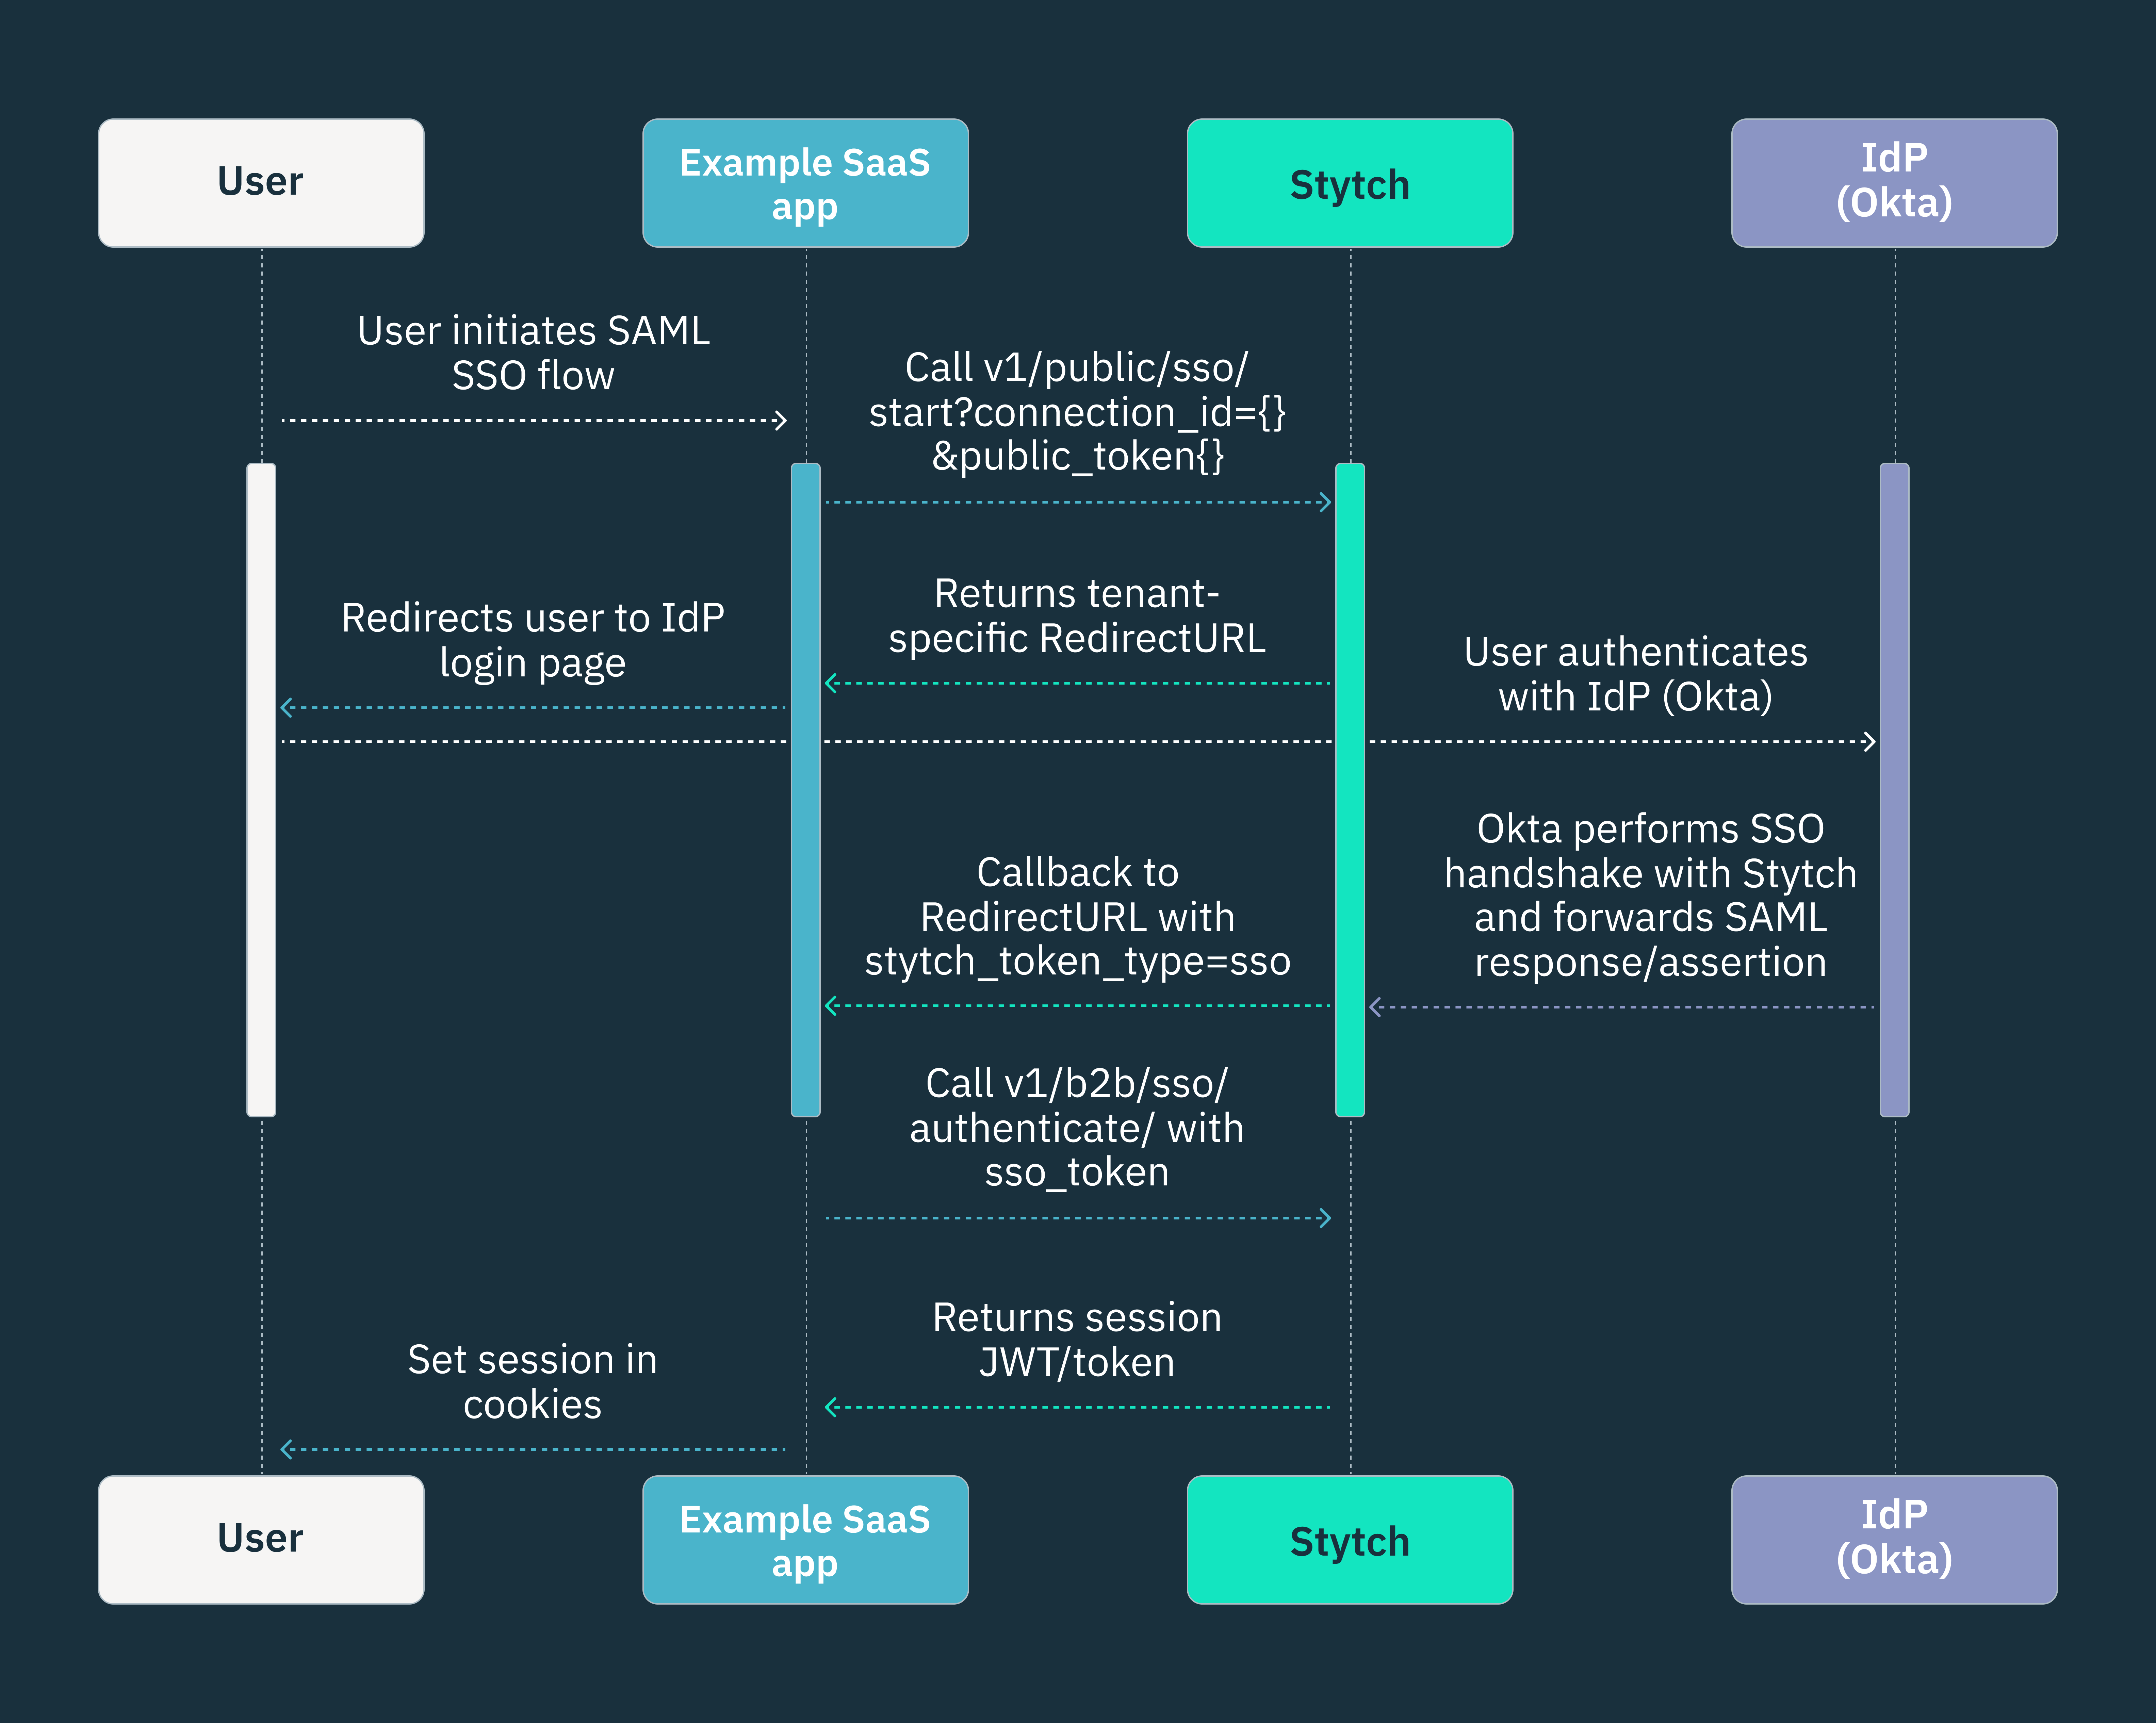 User
Example SaaS
app
Stytch
IdP
(Okta)
User initiates SAML
SSO flow
Call v1/public/sso/
start?connection_id={}
&public_token{}
Returns tenant-
specific RedirectURL
Redirects user to IdP
login page
User authenticates
with IdP (Okta)
Okta performs SSO
handshake with Stytch
and forwards SAML
response/assertion
Callback to
RedirectURL with
stytch_token_type=sso
Call v1/b2b/sso/
authenticate/ with
sso_token
Returns session
JWT/token
Set session in
cookies
User
Example SaaS
app
Stytch
IdP
(Okta)